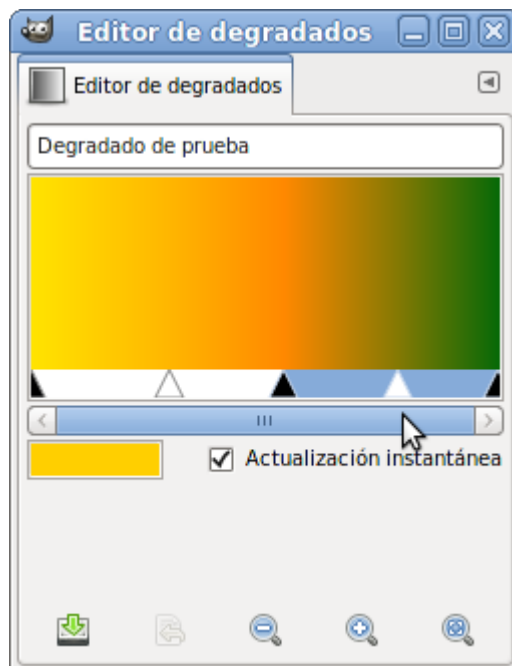 Editor de degradados
Editor de degradados
Degradado de prueba
Actualización instantánea